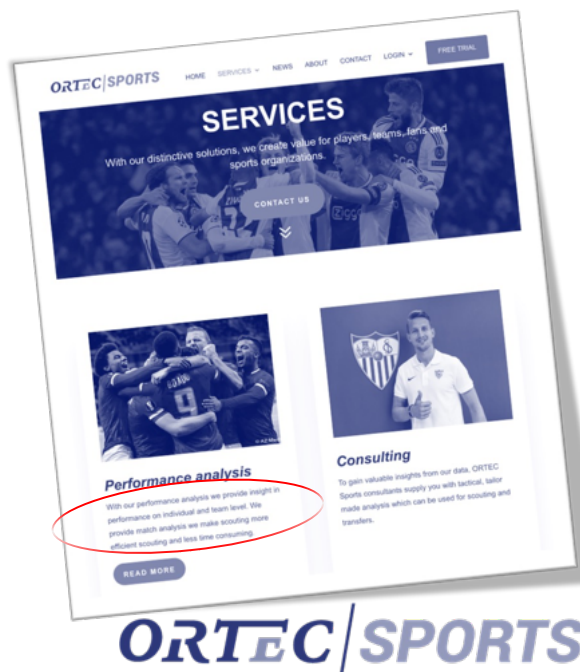 ORTEC|SPORTS HOME SERVICES NEWS ABOUT CONTACT LOGIN FREE TRIAL
SERVICES
With our distinctive solutions, we create value for players, teams, fans and
sports organizations.
CONTACT US
9
Performance analysis
With our performance analysis we provide insight in
performance on individual and team level. We
provide match analysis we make scouting more
efficient scouting and less time consuming.
READ MORE
Consulting
To gain valuable insights from our data, ORTEC
Sports consultants supply you with tactical, tailor
made analysis which can be used for scouting and
transfers.
ORTEC|SPORTS